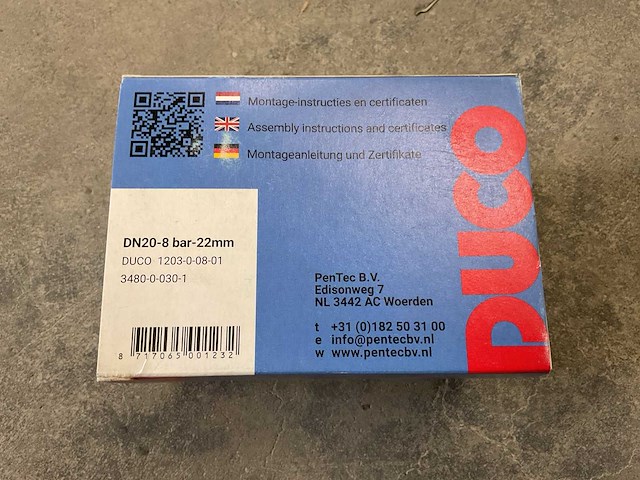 Montage-instructies en certificaten
Assembly instructions and certificates
Montageanleitung und Zertifikate
DUCO
DN20-8 bar-22mm
DUCO 1203-0-08-01
3480-0-030-1
8 717065 001232
PenTec B.V.
Edisonweg 7
NL 3442 AC Woerden
t +31 (0)182 50 31 00
e info@pentecbv.nl
w www.pentecbv.nl